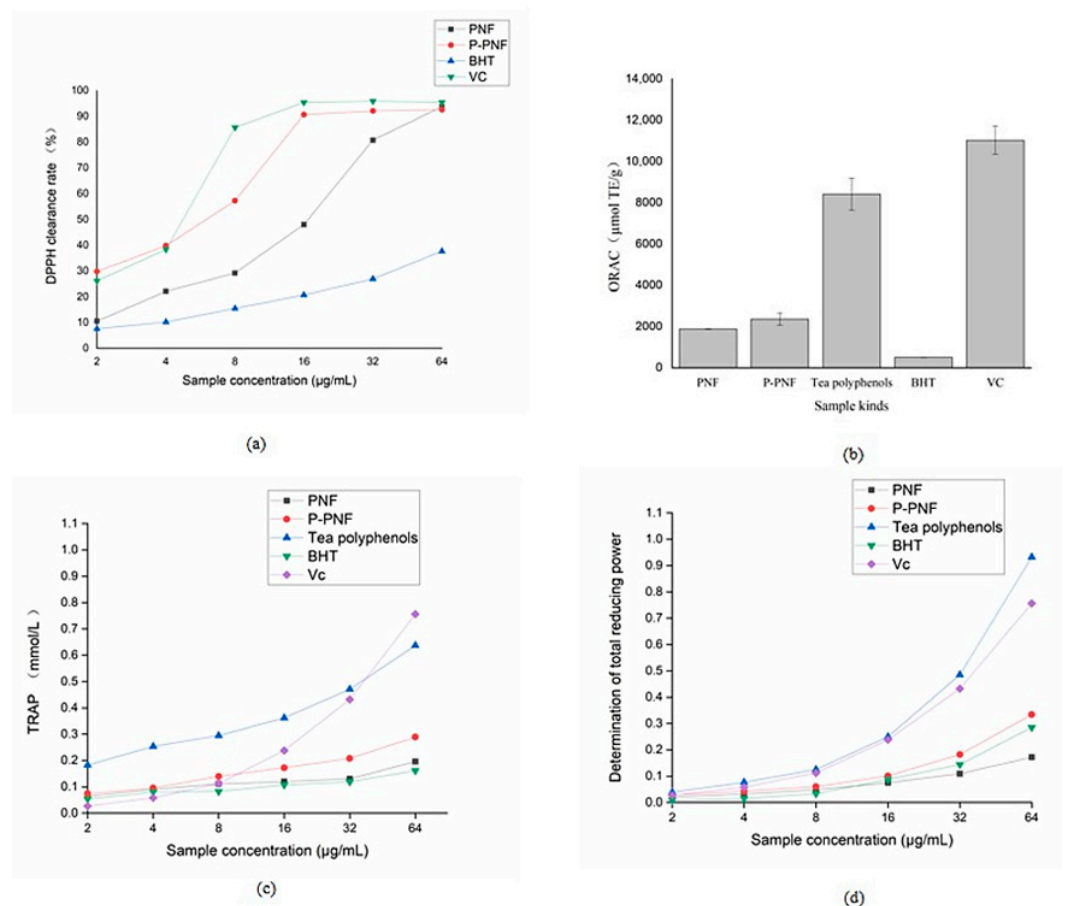 PNF
P-PNF
BHT
VC
DPPH clearance rate (%)
100
90
80
70
60
50
40
30
20
10
0
2 4 8 16 32 64
Sample concentration (μg/mL)
(a)
ORAC (μmol TE/g)
14,000
12,000
10,000
8000
6000
4000
2000
0
PNF P-PNF Tea polyphenols BHT VC
Sample kinds
(b)
PNF
P-PNF
Tea polyphenols
BHT
Vc
TRAP (mmol/L)
1.1
1.0
0.9
0.8
0.7
0.6
0.5
0.4
0.3
0.2
0.1
0.0
2 4 8 16 32 64
Sample concentration (μg/mL)
(c)
PNF
P-PNF
Tea polyphenols
BHT
Vc
Determination of total reducing power
1.1
1.0
0.9
0.8
0.7
0.6
0.5
0.4
0.3
0.2
0.1
0.0
2 4 8 16 32 64
Sample concentration (μg/mL)
(d)